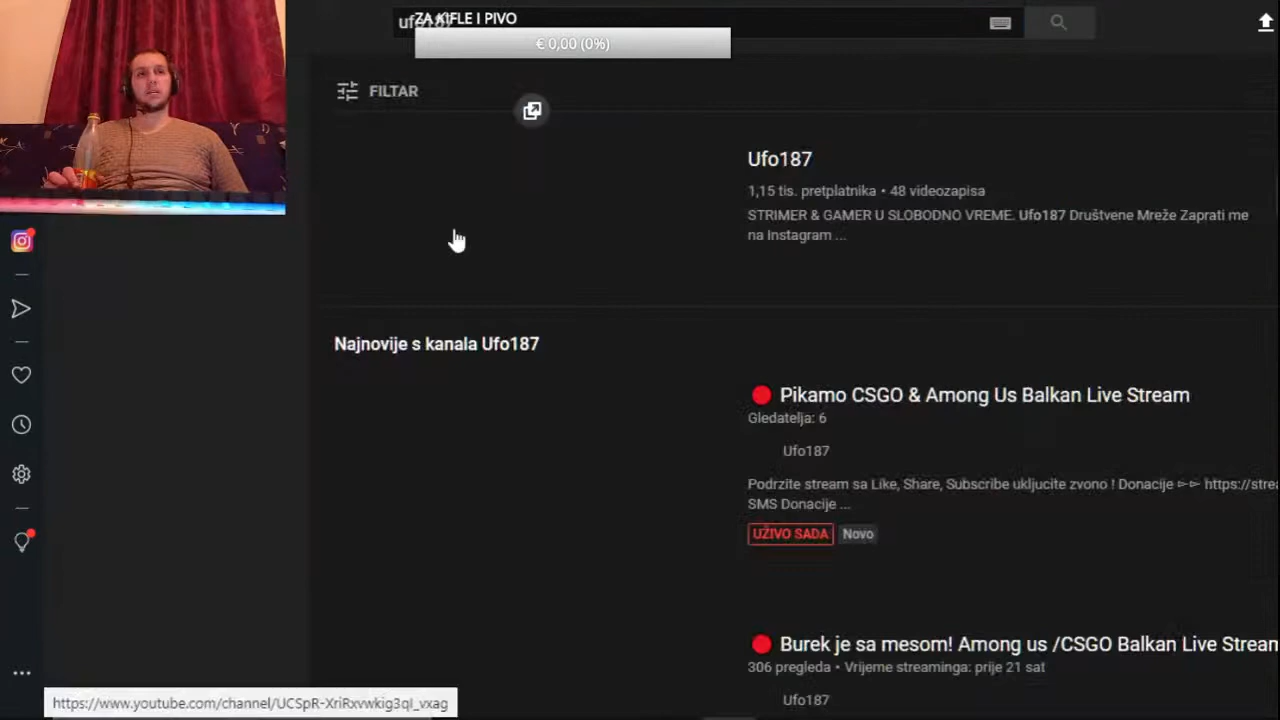 ufo187
ZA KIFLE I PIVO
€ 0,00 (0%)
FILTAR
Ufo187
1,15 tis. pretplatnika • 48 videozapisa
STRIMER & GAMER U SLOBODNO VREME. Ufo187 Društvene Mreže Zaprati me
na Instagram ...
Najnovije s kanala Ufo187
Pikamo CSGO & Among Us Balkan Live Stream
Gledatelja: 6
Ufo187
Podrzite stream sa Like, Share, Subscribe ukljucite zvono ! Donacije ►► https://strea
SMS Donacije ...
UŽIVO SADA
Novo
Burek je sa mesom! Among us /CSGO Balkan Live Stream
306 pregleda • Vrijeme streaminga: prije 21 sat
Ufo187
https://www.youtube.com/channel/UCSpR-XriRxvwkig3qI_vxag